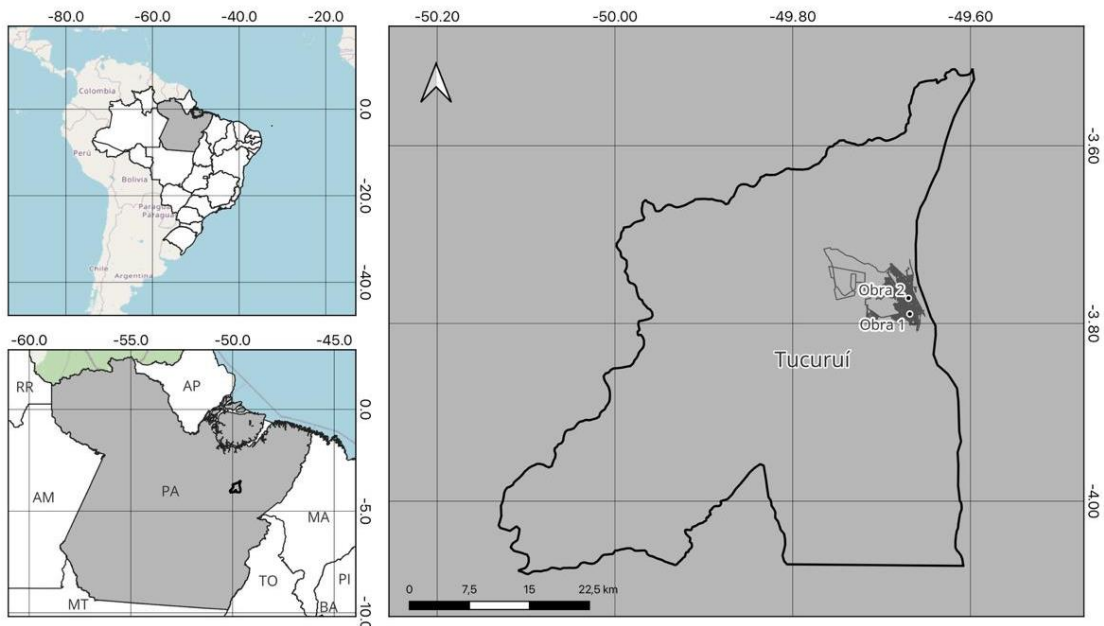 -80.0 -60.0 -40.0 -20.0
Colombia
Perú
Bolivia
Paraguay
Chile
Argentina
0.0
-20.0
-40.0
-60.0 -55.0 -50.0 -45.0
RR
AP
AM
PA
MA
TO
PI
MT
BA
0.0
-5.0
-10.0
-50.20 -50.00 -49.80 -49.60
Obra 2
Obra 1
Tucuruí
-3.60
-3.80
-4.00
0 7,5 15 22,5 km